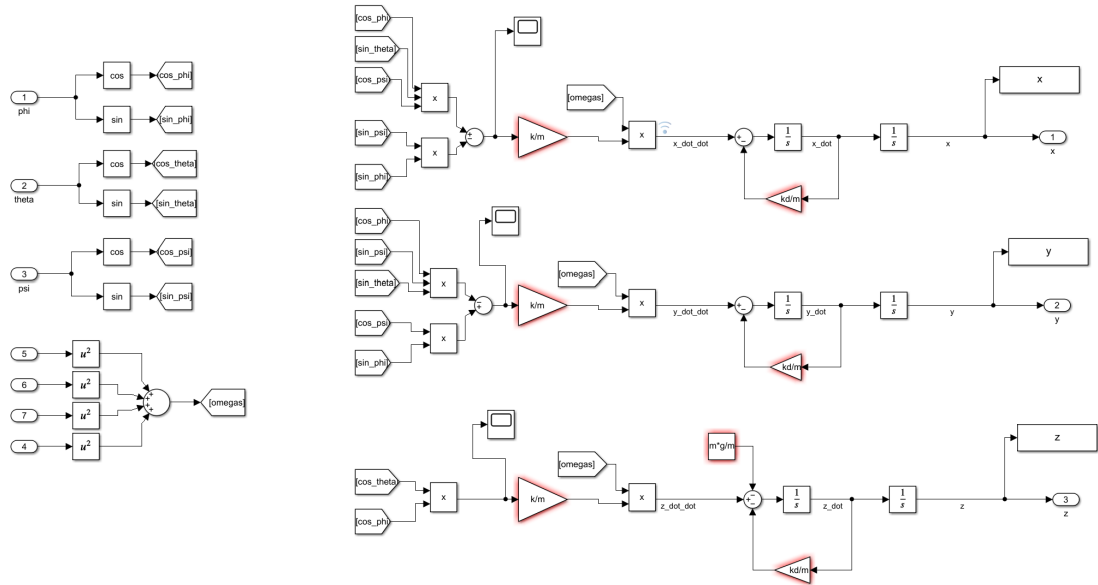 1
phi
cos
[cos_phi]
sin
[sin_phi]
2
theta
cos
[cos_theta]
sin
[sin_theta]
3
psi
cos
[cos_psi]
sin
[sin_psi]
5
u²
6
u²
7
u²
4
u²
+
+
+
+
[omegas]
[cos_phi]
[sin_theta]
[cos_psi]
x
[sin_psi]
[sin_phi]
x
+
+
k/m
[omegas]
x
x_dot_dot
+
−
1/s
x_dot
kd/m
1/s
x
x
1
x
[cos_phi]
[sin_psi]
[sin_theta]
x
[cos_psi]
[sin_phi]
x
−
+
k/m
[omegas]
x
y_dot_dot
+
−
1/s
y_dot
kd/m
1/s
y
y
2
y
[cos_theta]
[cos_phi]
x
k/m
[omegas]
x
z_dot_dot
m*g/m
−
+
−
1/s
z_dot
kd/m
1/s
z
z
3
z